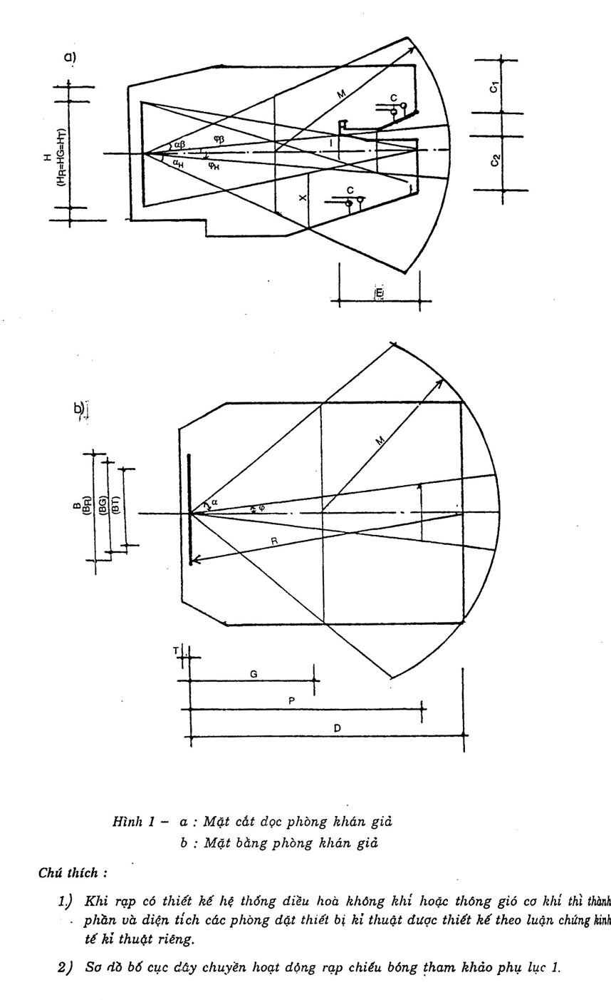 a)
M
C
C₁
αβ
φβ
I
H
(HR=HG=HT)
αH
φH
C₂
X
C
E
b)
M
B
(BR)
(BG)
(BT)
α
φ
R
T
G
P
D
Hình 1 – a : Mặt cắt dọc phòng khán giả
b : Mặt bằng phòng khán giả
Chú thích :
1.) Khi rạp có thiết kế hệ thống điều hoà không khí hoặc thông gió cơ khí thì thành
phần và diện tích các phòng đặt thiết bị kỉ thuật được thiết kế theo luận chứng kinh
tế kỉ thuật riêng.
2) Sơ đồ bố cục dây chuyền hoạt động rạp chiếu bóng tham khảo phụ lục 1.